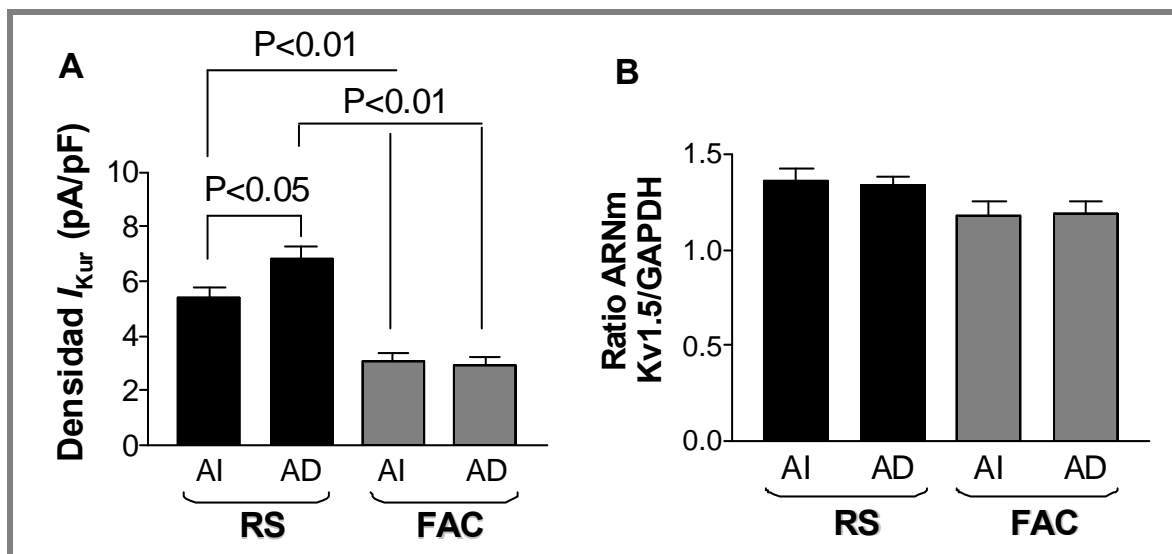 A
P<0.01
P<0.01
P<0.05
Densidad IKur (pA/pF)
10
8
6
4
2
0
AI AD AI AD
RS FAC
B
Ratio ARNm
Kv1.5/GAPDH
1.5
1.0
0.5
0.0
AI AD AI AD
RS FAC